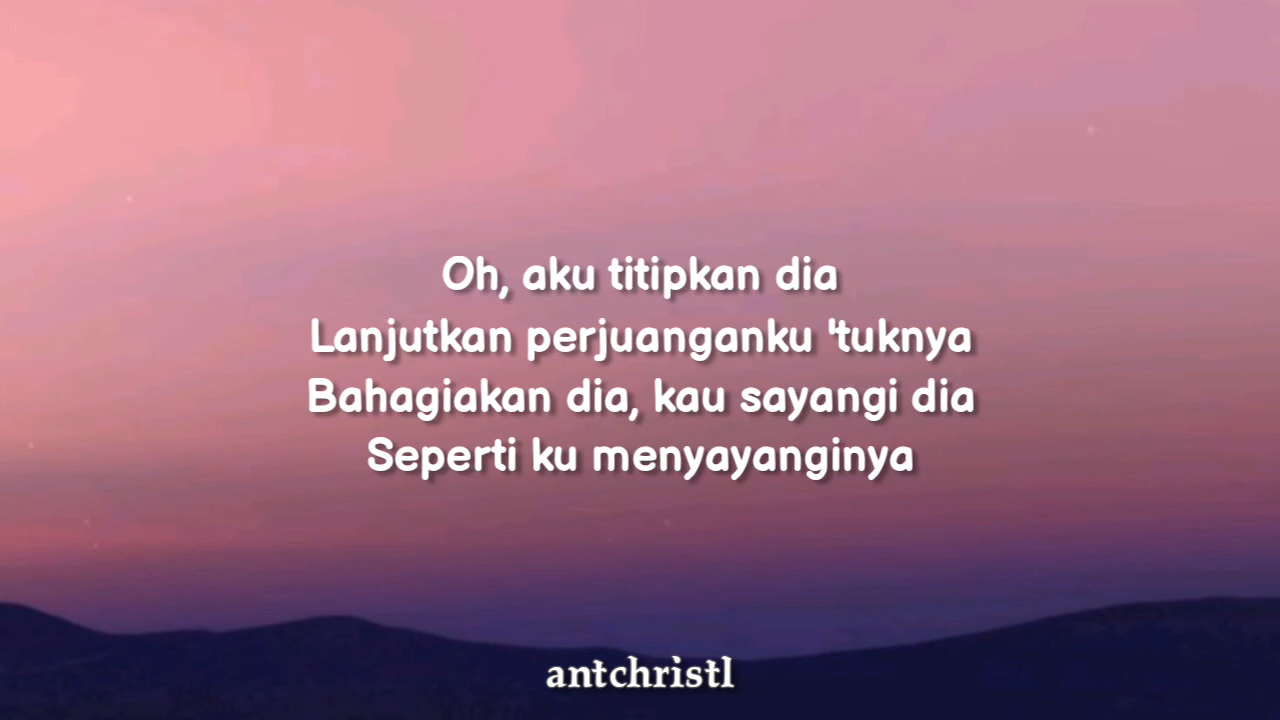 Oh, aku titipkan dia
Lanjutkan perjuanganku 'tuknya
Bahagiakan dia, kau sayangi dia
Seperti ku menyayanginya
antchristl